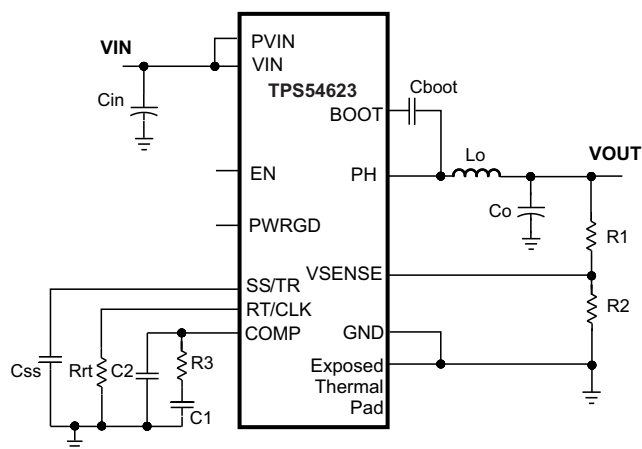 PVIN
VIN
VIN
TPS54623
Cboot
Cin
BOOT
Lo
VOUT
EN
PH
Co
R1
PWRGD
VSENSE
SS/TR
R2
RT/CLK
COMP
GND
Css
Rrt
C2
R3
Exposed
Thermal
Pad
C1